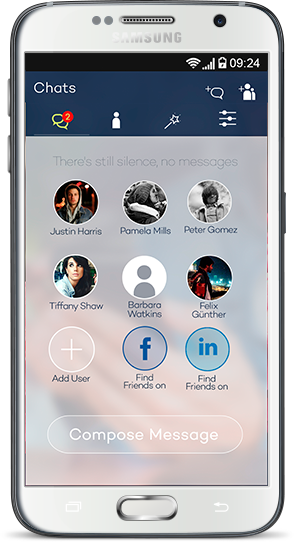 SAMSUNG
09:24
Chats
2
There's still silence, no messages
Justin Harris
Pamela Mills
Peter Gomez
Tiffany Shaw
Barbara
Watkins
Felix
Günther
f
in
Add User
Find
Friends on
Find
Friends on
Compose Message